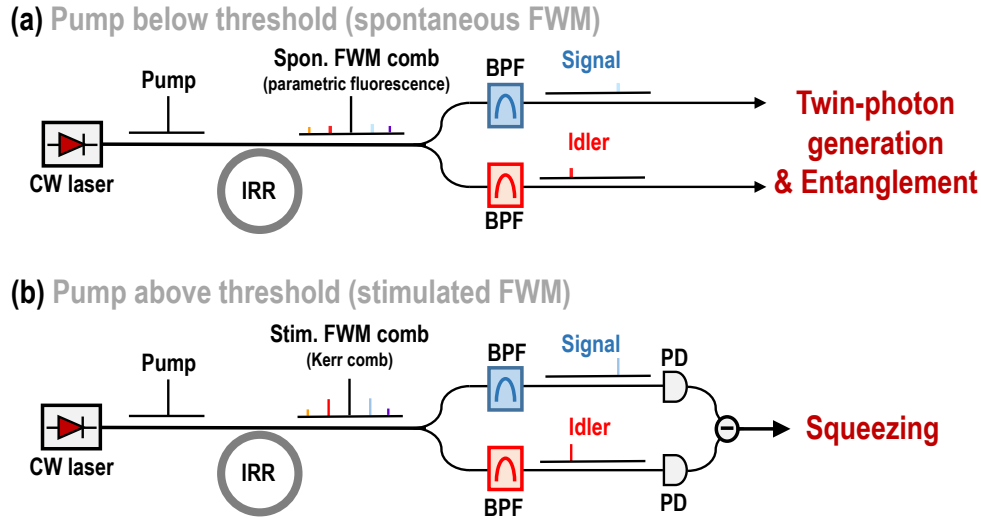 (a) Pump below threshold (spontaneous FWM)
Spon. FWM comb
(parametric fluorescence)
Pump
CW laser
IRR
BPF
Signal
Idler
BPF
Twin-photon
generation
& Entanglement
(b) Pump above threshold (stimulated FWM)
Stim. FWM comb
(Kerr comb)
Pump
CW laser
IRR
BPF
Signal
PD
Idler
BPF
PD
Squeezing